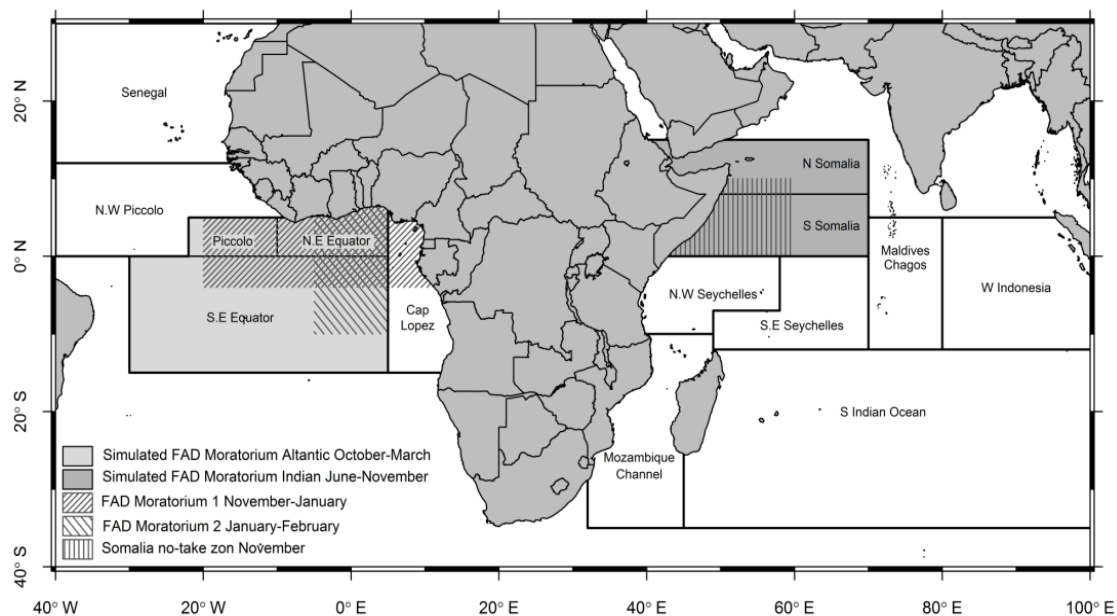 Senegal
N.W Piccolo
Piccolo
N.E Equator
S.E Equator
Cap
Lopez
N Somalia
S Somalia
Maldives
Chagos
W Indonesia
N.W Seychelles
S.E Seychelles
S Indian Ocean
Mozambique
Channel
Simulated FAD Moratorium Altantic October-March
Simulated FAD Moratorium Indian June-November
FAD Moratorium 1 November-January
FAD Moratorium 2 January-February
Somalia no-take zon November
20° N
0° E
20° S
40° S
40° W
20° W
0° E
20° E
40° E
60° E
80° E
100° E